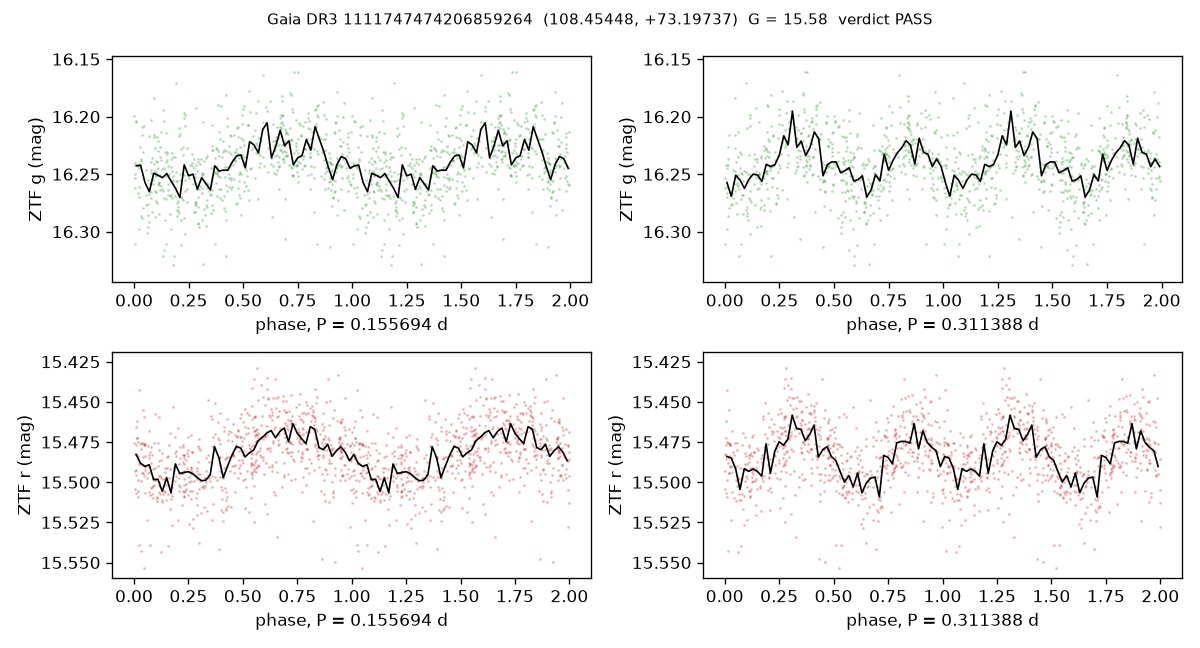 Gaia DR3 1111747474206859264  (108.45448, +73.19737)  G = 15.58  verdict PASS
16.15
16.20
16.25
16.30
ZTF g (mag)
0.00 0.25 0.50 0.75 1.00 1.25 1.50 1.75 2.00
phase, P = 0.155694 d
16.15
16.20
16.25
16.30
ZTF g (mag)
0.00 0.25 0.50 0.75 1.00 1.25 1.50 1.75 2.00
phase, P = 0.311388 d
15.425
15.450
15.475
15.500
15.525
15.550
ZTF r (mag)
0.00 0.25 0.50 0.75 1.00 1.25 1.50 1.75 2.00
phase, P = 0.155694 d
15.425
15.450
15.475
15.500
15.525
15.550
ZTF r (mag)
0.00 0.25 0.50 0.75 1.00 1.25 1.50 1.75 2.00
phase, P = 0.311388 d